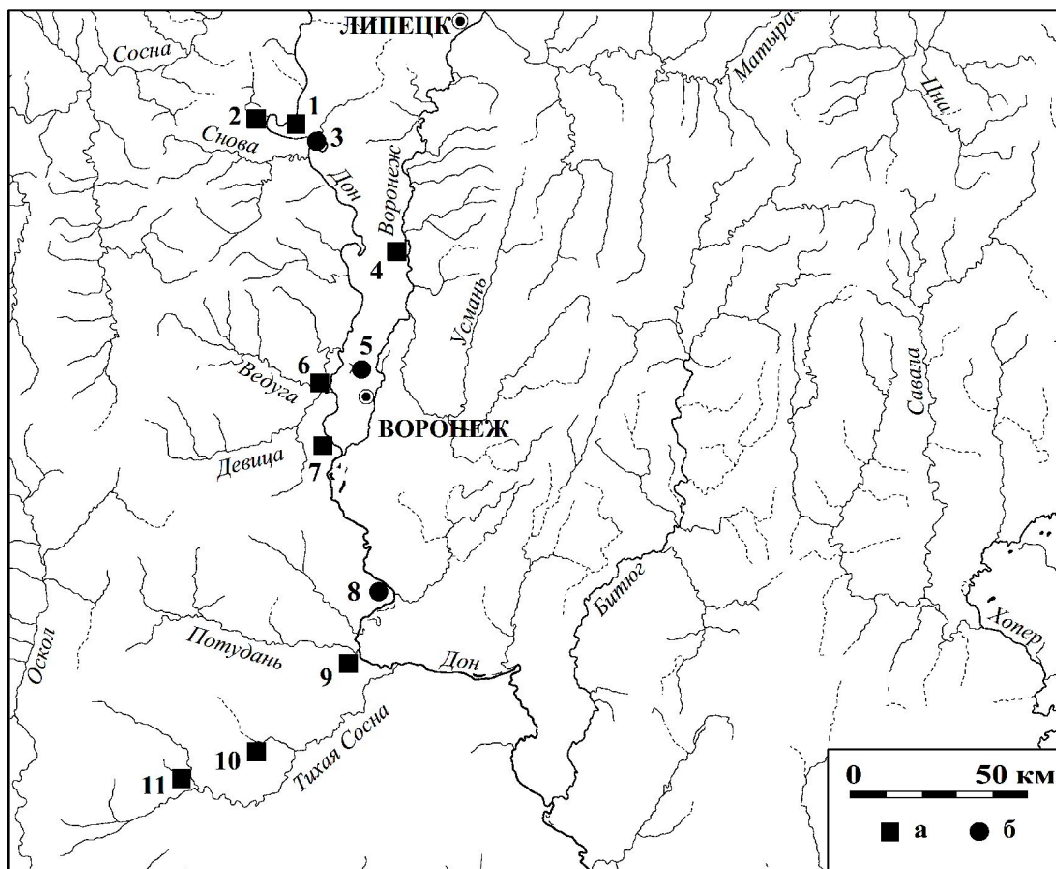 ЛИПЕЦК
Сосна
Матыра
Цна
2
1
3
Снова
Дон
Воронеж
4
Усмань
5
6
Ведуга
Савала
ВОРОНЕЖ
Девица
7
8
Битюг
Хопер
Оскол
Потудань
Дон
9
10
Тихая Сосна
11
0 50 км
а б